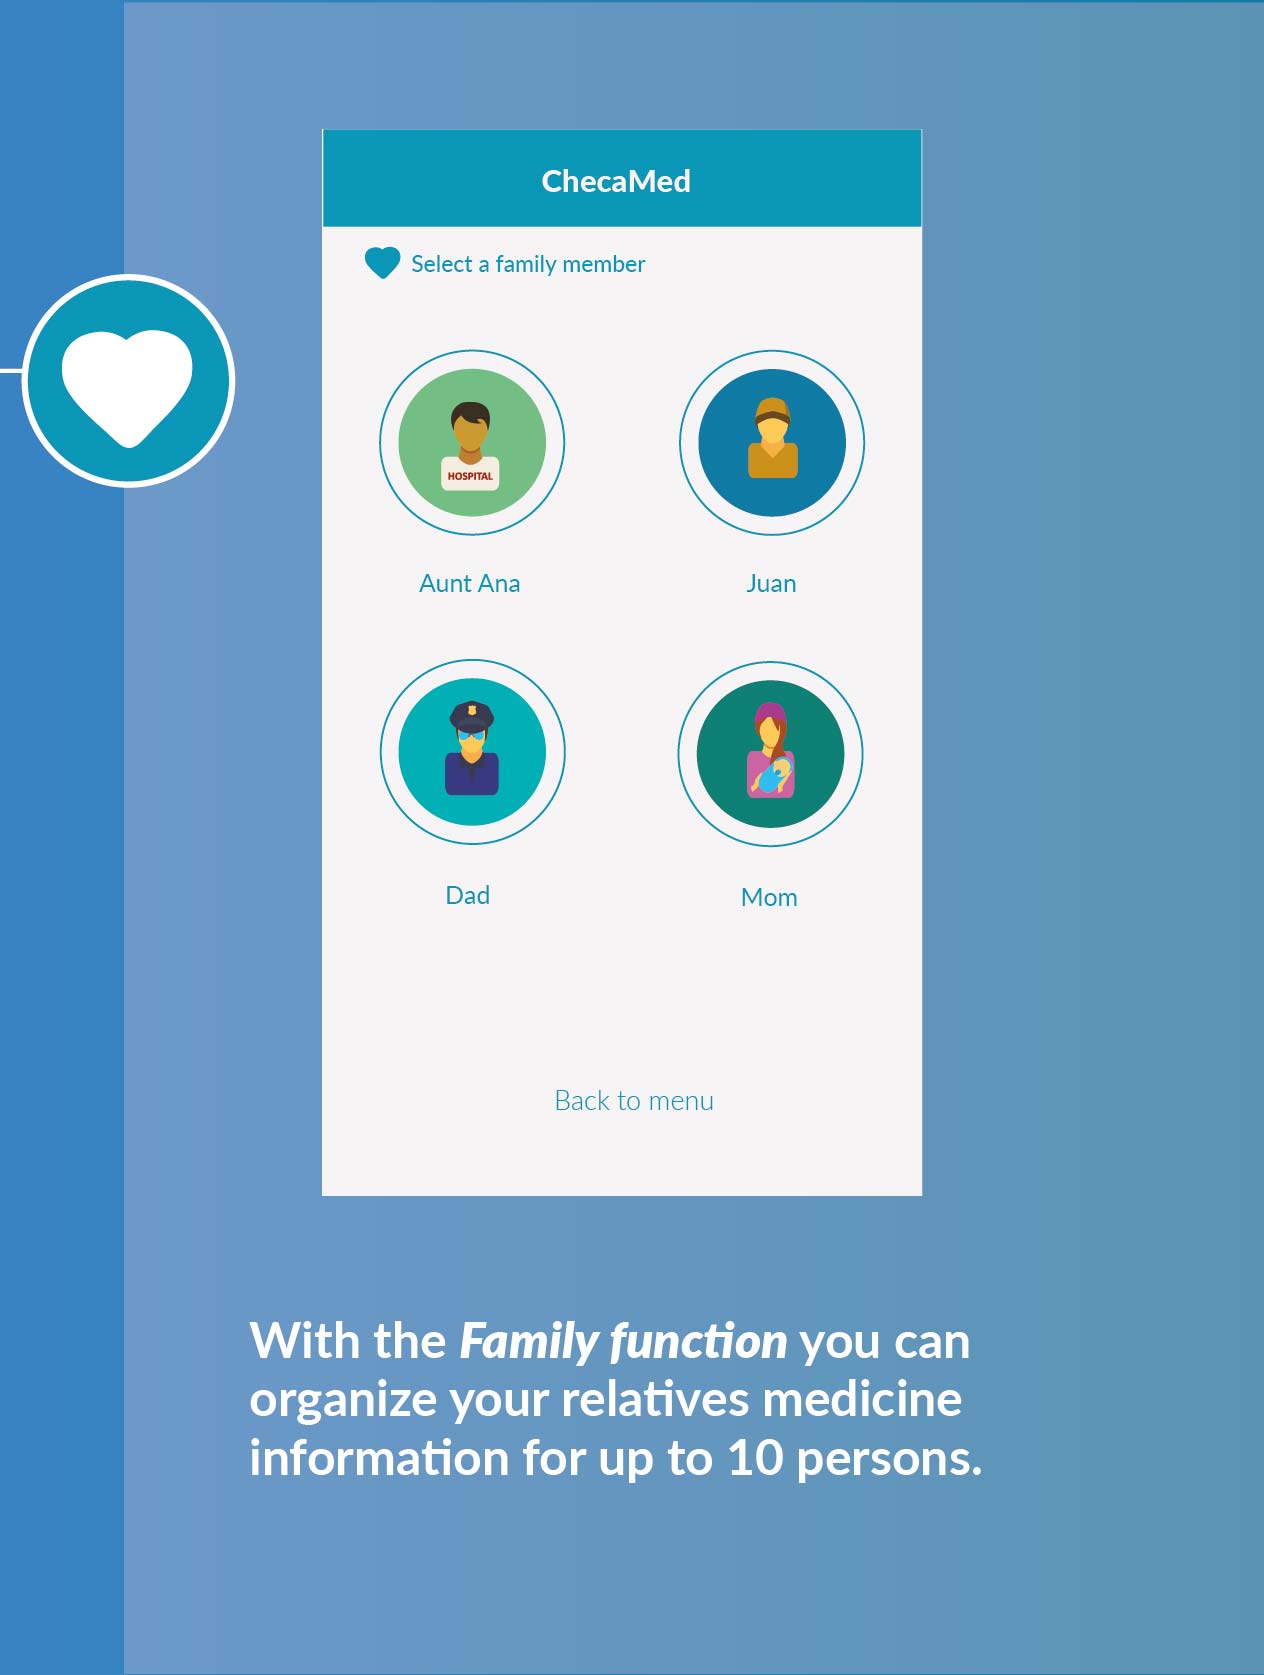 ChecaMed
Select a family member
HOSPITAL
Aunt Ana
Juan
Dad
Mom
Back to menu
With the Family function you can
organize your relatives medicine
information for up to 10 persons.